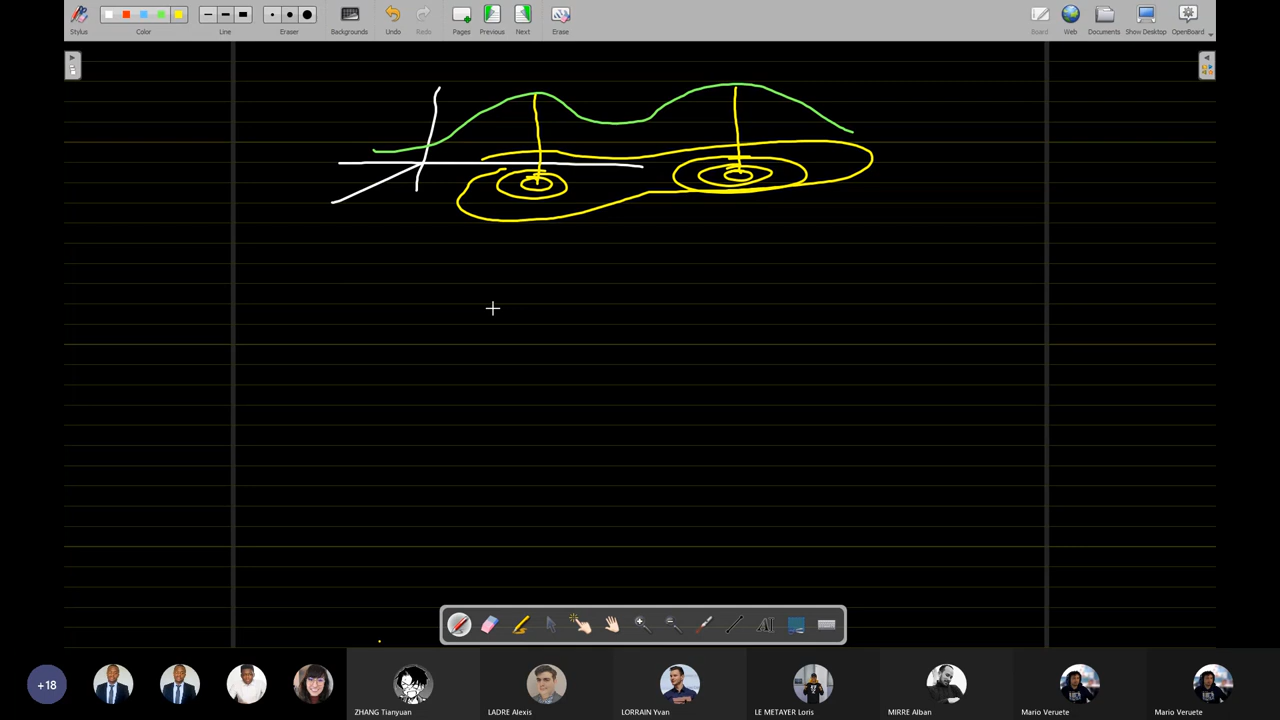 Stylus Color Line Eraser Backgrounds Undo Redo Pages Previous Next Erase Board Web Documents Show Desktop OpenBoard
+18
ZHANG Tianyuan LADRE Alexis LORRAIN Yvan LE METAYER Loris MIRRE Alban Mario Veruete Mario Veruete